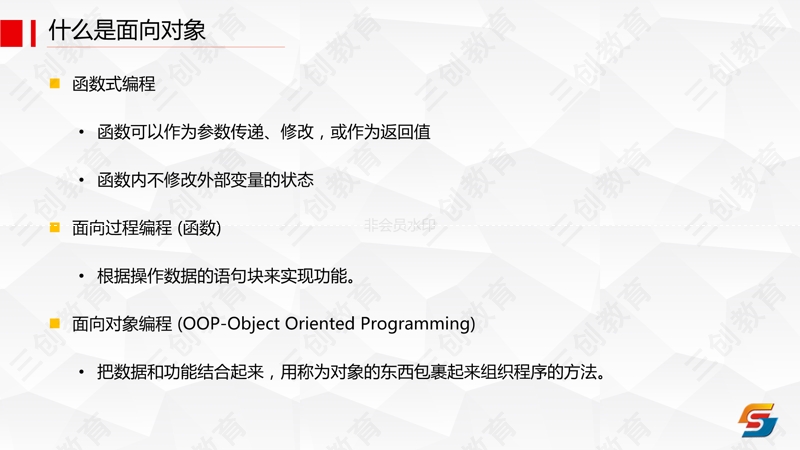 什么是面向对象
函数式编程
• 函数可以作为参数传递、修改，或作为返回值
• 函数内不修改外部变量的状态
面向过程编程 (函数)
非会员水印
• 根据操作数据的语句块来实现功能。
面向对象编程 (OOP-Object Oriented Programming)
• 把数据和功能结合起来，用称为对象的东西包裹起来组织程序的方法。
三创教育